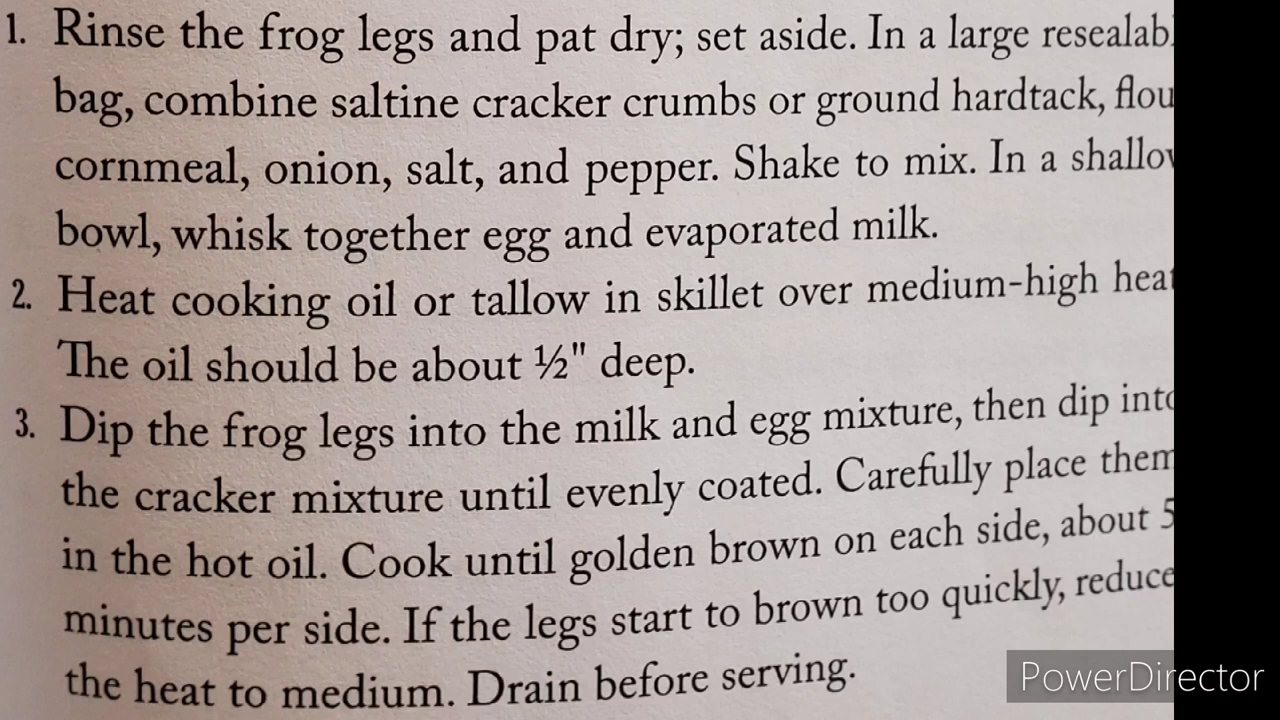 1. Rinse the frog legs and pat dry; set aside. In a large resealab
bag, combine saltine cracker crumbs or ground hardtack, flou
cornmeal, onion, salt, and pepper. Shake to mix. In a shallow
bowl, whisk together egg and evaporated milk.
2. Heat cooking oil or tallow in skillet over medium-high heat
The oil should be about ½" deep.
3. Dip the frog legs into the milk and egg mixture, then dip into
the cracker mixture until evenly coated. Carefully place them
in the hot oil. Cook until golden brown on each side, about 5
minutes per side. If the legs start to brown too quickly, reduce
the heat to medium. Drain before serving.
PowerDirector